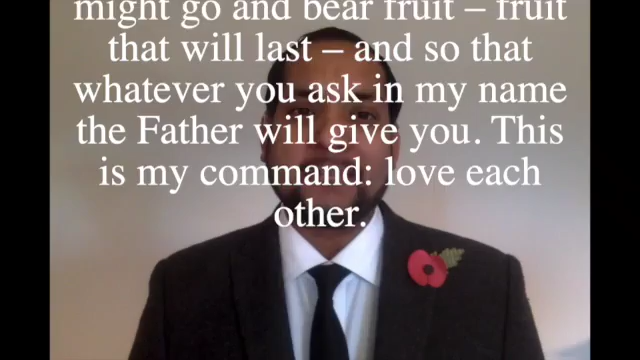 might go and bear fruit – fruit
that will last – and so that
whatever you ask in my name
the Father will give you. This
is my command: love each
other.